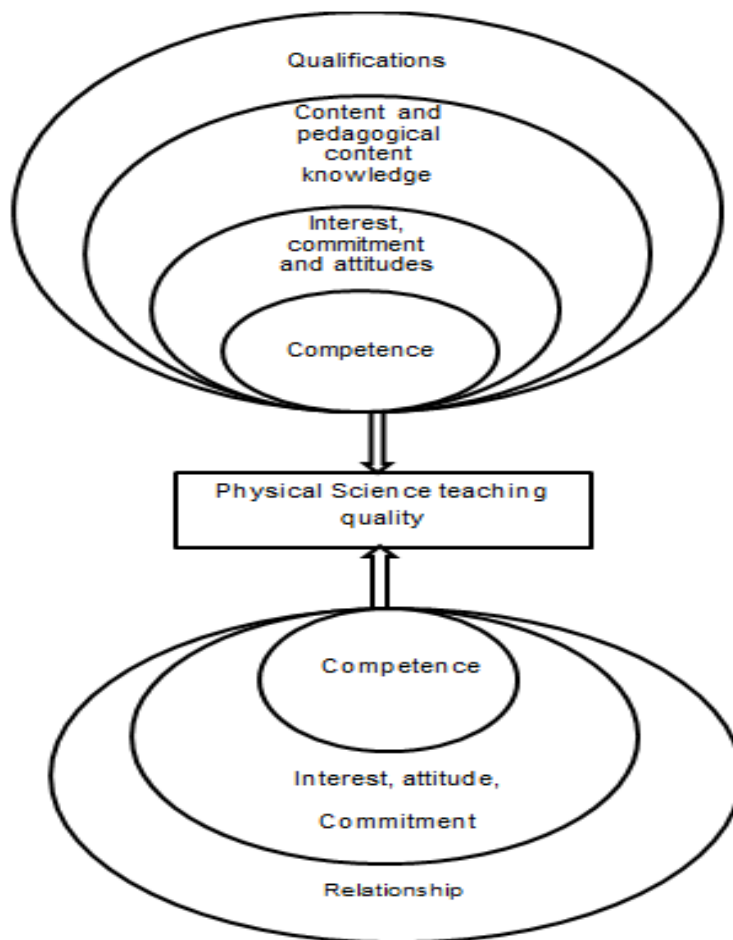 Qualifications
Content and
pedagogical
content
knowledge
Interest,
commitment
and attitudes
Competence
Physical Science teaching
quality
Competence
Interest, attitude,
Commitment
Relationship